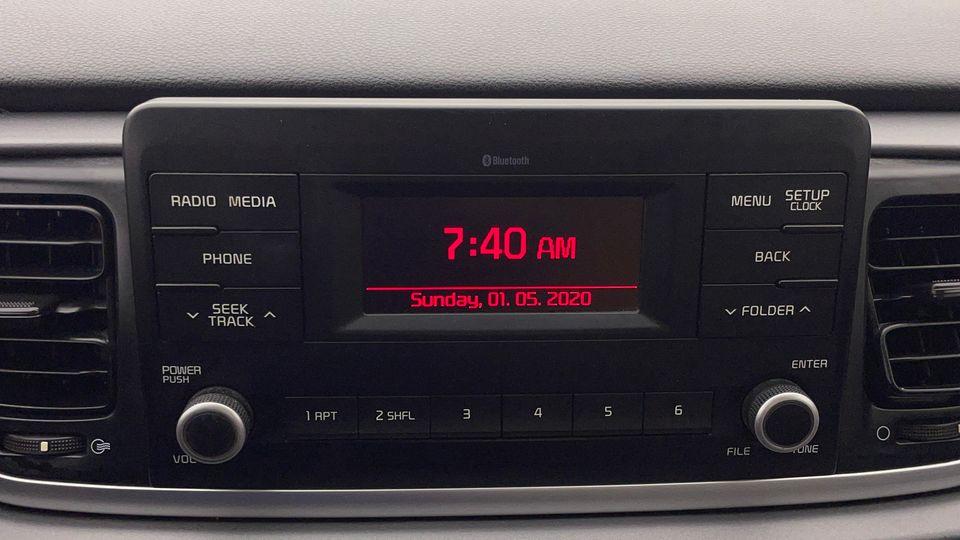 Bluetooth
RADIO MEDIA
PHONE
SEEK
TRACK
7:40 AM
Sunday, 01. 05. 2020
MENU SETUP
CLOCK
BACK
FOLDER
POWER
PUSH
VOL
1 RPT 2 SHFL 3 4 5 6
ENTER
FILE TUNE